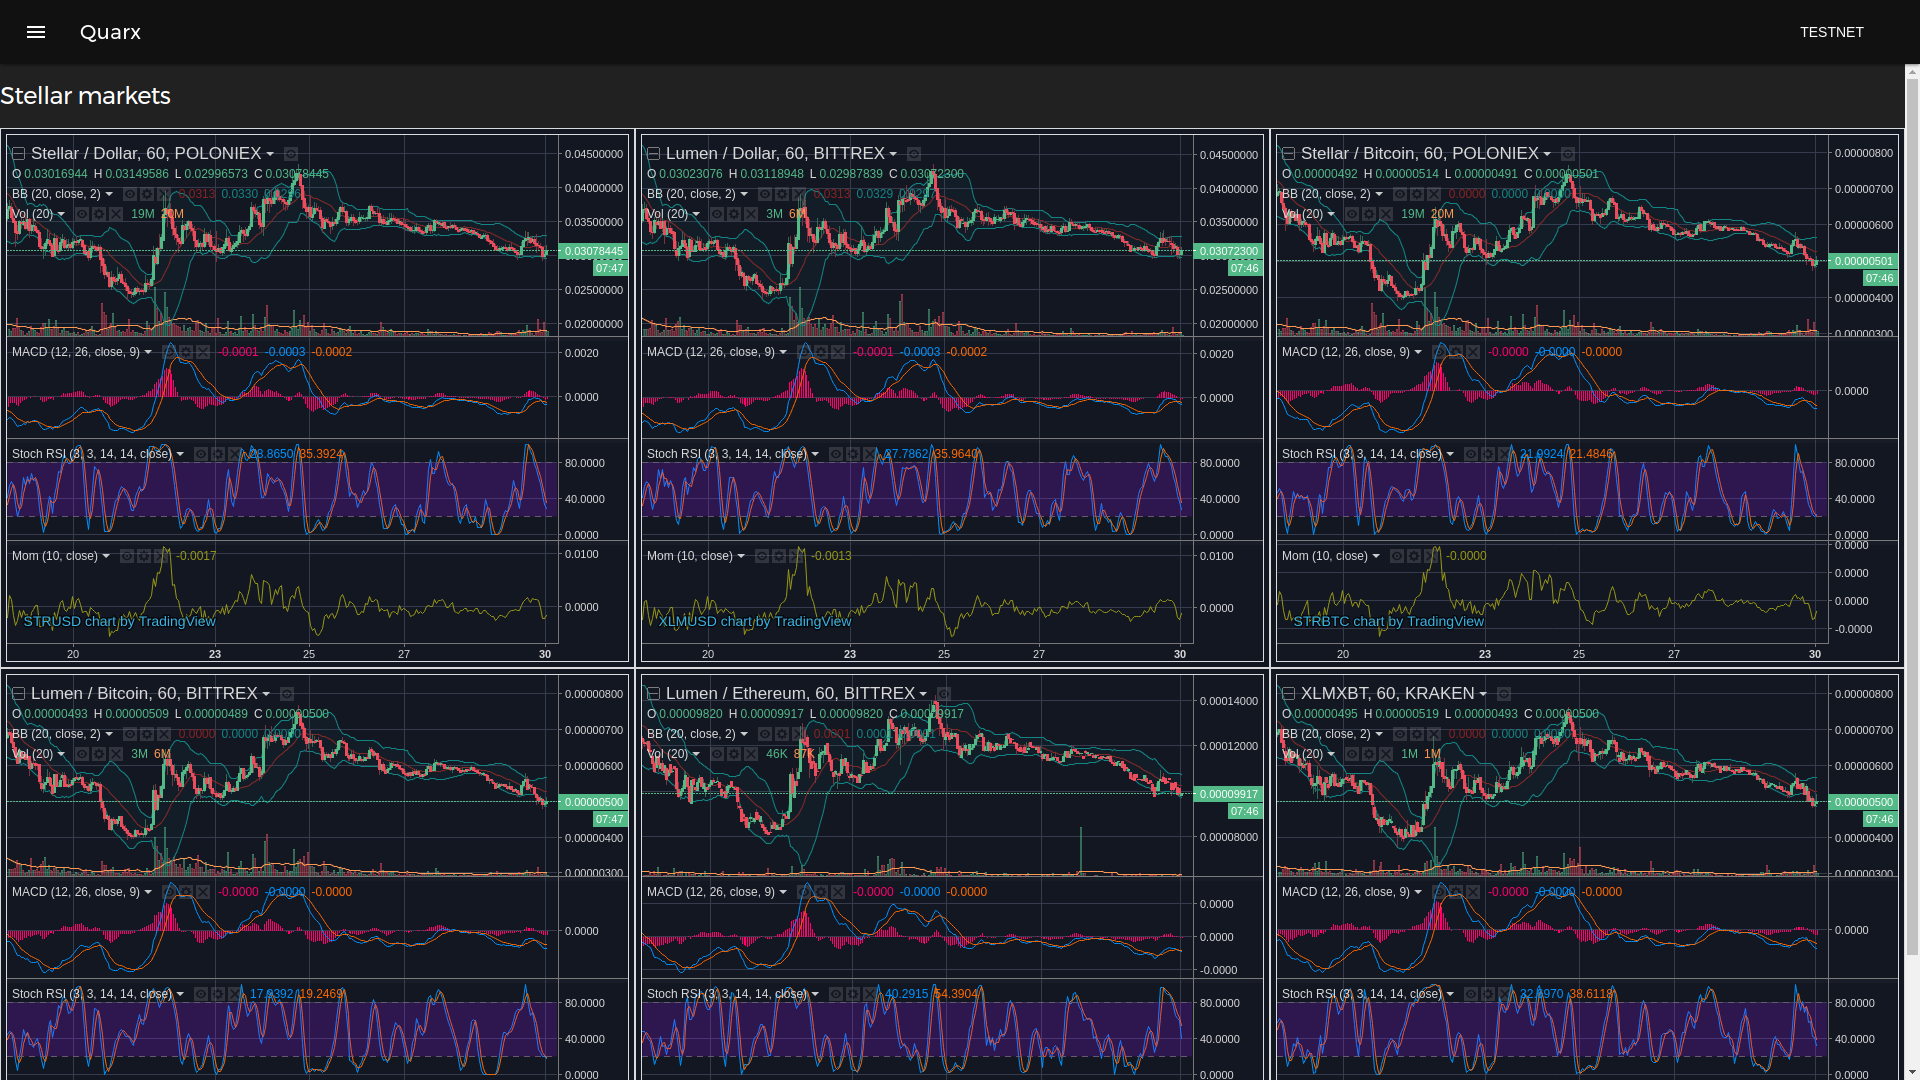 Quarx
TESTNET
Stellar markets
Stellar / Dollar, 60, POLONIEX
O 0.03016944 H 0.03149586 L 0.02996573 C 0.03078445
BB (20, close, 2) 0.0313 0.0330
Vol (20) 19M 20M
0.04500000
0.04000000
0.03500000
0.03078445
07:47
0.02500000
0.02000000
MACD (12, 26, close, 9) -0.0001 -0.0003 -0.0002
0.0020
0.0000
Stoch RSI (3, 3, 14, 14, close) 28.8650 35.3924
80.0000
40.0000
0.0000
Mom (10, close) -0.0017
0.0100
0.0000
STRUSD chart by TradingView
20 23 25 27 30
Lumen / Dollar, 60, BITTREX
O 0.03023076 H 0.03118948 L 0.02987839 C 0.03072300
BB (20, close, 2) 0.0313 0.0329
Vol (20) 3M 6M
0.04500000
0.04000000
0.03500000
0.03072300
07:46
0.02500000
0.02000000
MACD (12, 26, close, 9) -0.0001 -0.0003 -0.0002
0.0020
0.0000
Stoch RSI (3, 3, 14, 14, close) 27.7862 35.9640
80.0000
40.0000
0.0000
Mom (10, close) -0.0013
0.0100
0.0000
XLMUSD chart by TradingView
20 23 25 27 30
Stellar / Bitcoin, 60, POLONIEX
O 0.00000492 H 0.00000514 L 0.00000491 C 0.00000501
BB (20, close, 2) 0.0000 0.0000
Vol (20) 19M 20M
0.00000800
0.00000700
0.00000600
0.00000501
07:46
0.00000400
0.00000300
MACD (12, 26, close, 9) -0.0000 -0.0000 -0.0000
0.0000
Stoch RSI (3, 3, 14, 14, close) 21.9924 21.4846
80.0000
40.0000
0.0000
Mom (10, close) -0.0000
0.0000
0.0000
0.0000
-0.0000
STRBTC chart by TradingView
20 23 25 27 30
Lumen / Bitcoin, 60, BITTREX
O 0.00000493 H 0.00000509 L 0.00000489 C 0.00000500
BB (20, close, 2) 0.0000 0.0000
Vol (20) 3M 6M
0.00000800
0.00000700
0.00000600
0.00000500
07:47
0.00000400
0.00000300
MACD (12, 26, close, 9) -0.0000 -0.0000 -0.0000
0.0000
Stoch RSI (3, 3, 14, 14, close) 19.2469
80.0000
40.0000
0.0000
Lumen / Ethereum, 60, BITTREX
O 0.00009820 H 0.00009917 L 0.00009820 C 0.00009917
BB (20, close, 2) 0.0001
Vol (20) 46K 87K
0.00014000
0.00012000
0.00009917
07:46
0.00008000
MACD (12, 26, close, 9) -0.0000 -0.0000 -0.0000
0.0000
0.0000
-0.0000
Stoch RSI (3, 3, 14, 14, close) 40.2915 54.3904
80.0000
40.0000
0.0000
XLMXBT, 60, KRAKEN
O 0.00000495 H 0.00000519 L 0.00000493 C 0.00000500
BB (20, close, 2) 0.0000 0.0000
Vol (20) 1M 1M
0.00000800
0.00000700
0.00000600
0.00000500
07:46
0.00000400
0.00000300
MACD (12, 26, close, 9) -0.0000 -0.0000 -0.0000
0.0000
Stoch RSI (3, 3, 14, 14, close) 38.6118
80.0000
40.0000
0.0000